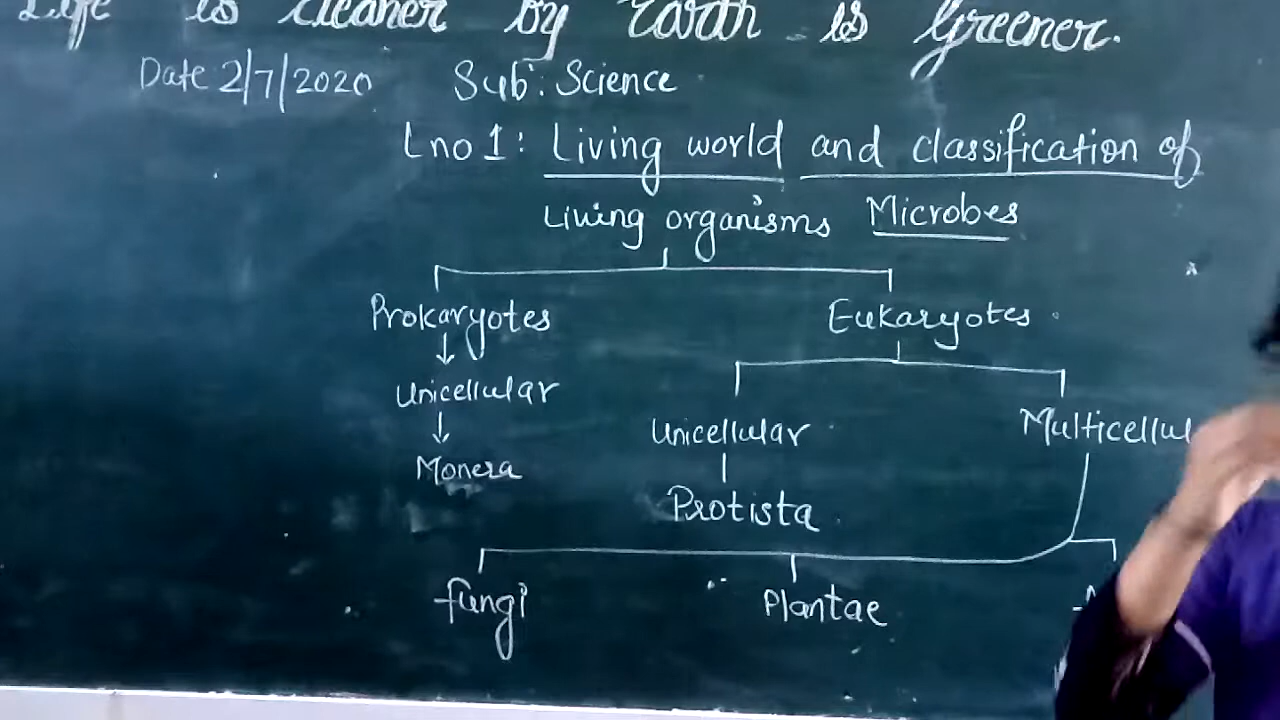 Life is cleaner by Earth is Greener.
Date 2/7/2020 Sub: Science
Lno 1: Living world and classification of
Living organisms Microbes
Prokaryotes Eukaryotes
Unicellular Unicellular Multicellul
Monera Protista
fungi Plantae